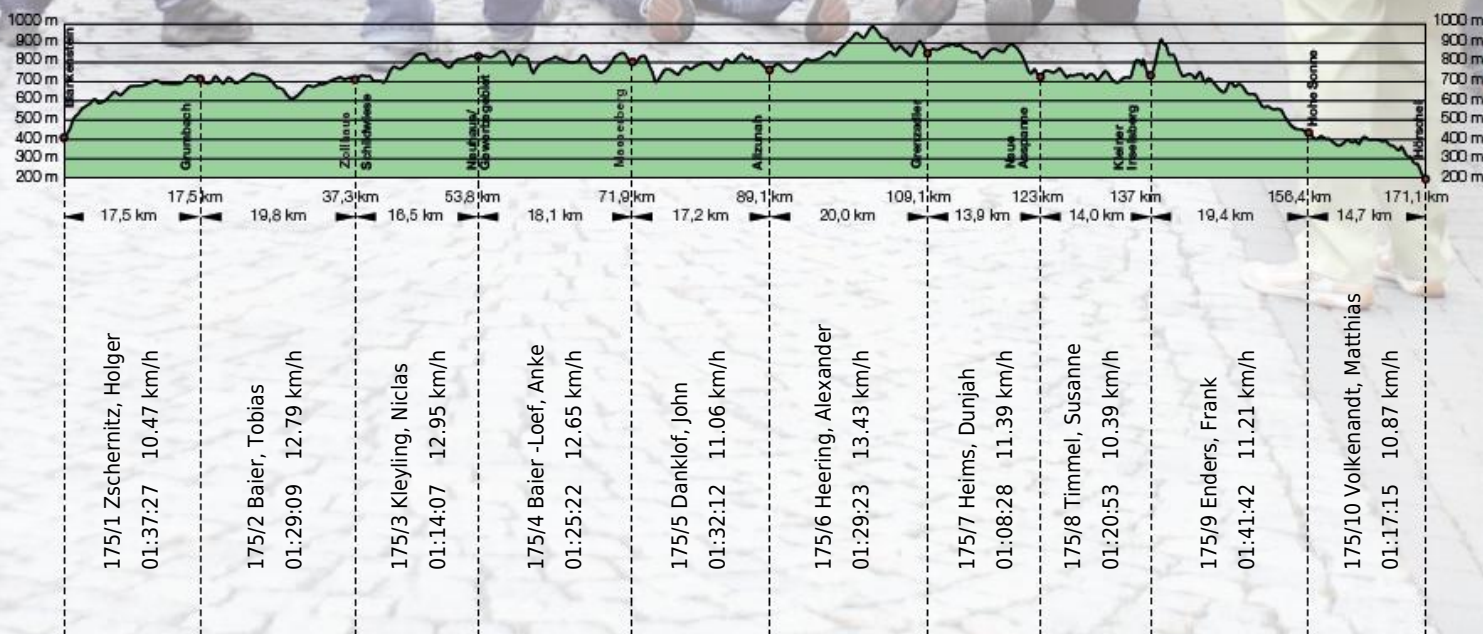 1000 m
900 m
800 m
700 m
600 m
500 m
400 m
300 m
200 m
1000 m
900 m
800 m
700 m
600 m
500 m
400 m
300 m
200 m
Blankenstein
Grumbach
Zollhaus
Schildwiese
Neuhaus/
Masserberg
Allzunah
Grenzadler
Neue
Ausspanne
Kleiner
Inselsberg
Hohe Sonne
Hörschel
17,5 km 37,3 km 53,8 km 71,9 km 89,1 km 109,1 km 123 km 137 km 156,4 km 171,1 km
17,5 km 19,8 km 16,5 km 18,1 km 17,2 km 20,0 km 13,9 km 14,0 km 19,4 km 14,7 km
175/1 Zschernitz, Holger
01:37:27 10.47 km/h
175/2 Baier, Tobias
01:29:09 12.79 km/h
175/3 Kleyling, Niclas
01:14:07 12.95 km/h
175/4 Baier -Loef, Anke
01:25:22 12.65 km/h
175/5 Danklof, John
01:32:12 11.06 km/h
175/6 Heering, Alexander
01:29:23 13.43 km/h
175/7 Heims, Dunjah
01:08:28 11.39 km/h
175/8 Timmel, Susanne
01:20:53 10.39 km/h
175/9 Enders, Frank
01:41:42 11.21 km/h
175/10 Volkenandt, Matthias
01:17:15 10.87 km/h